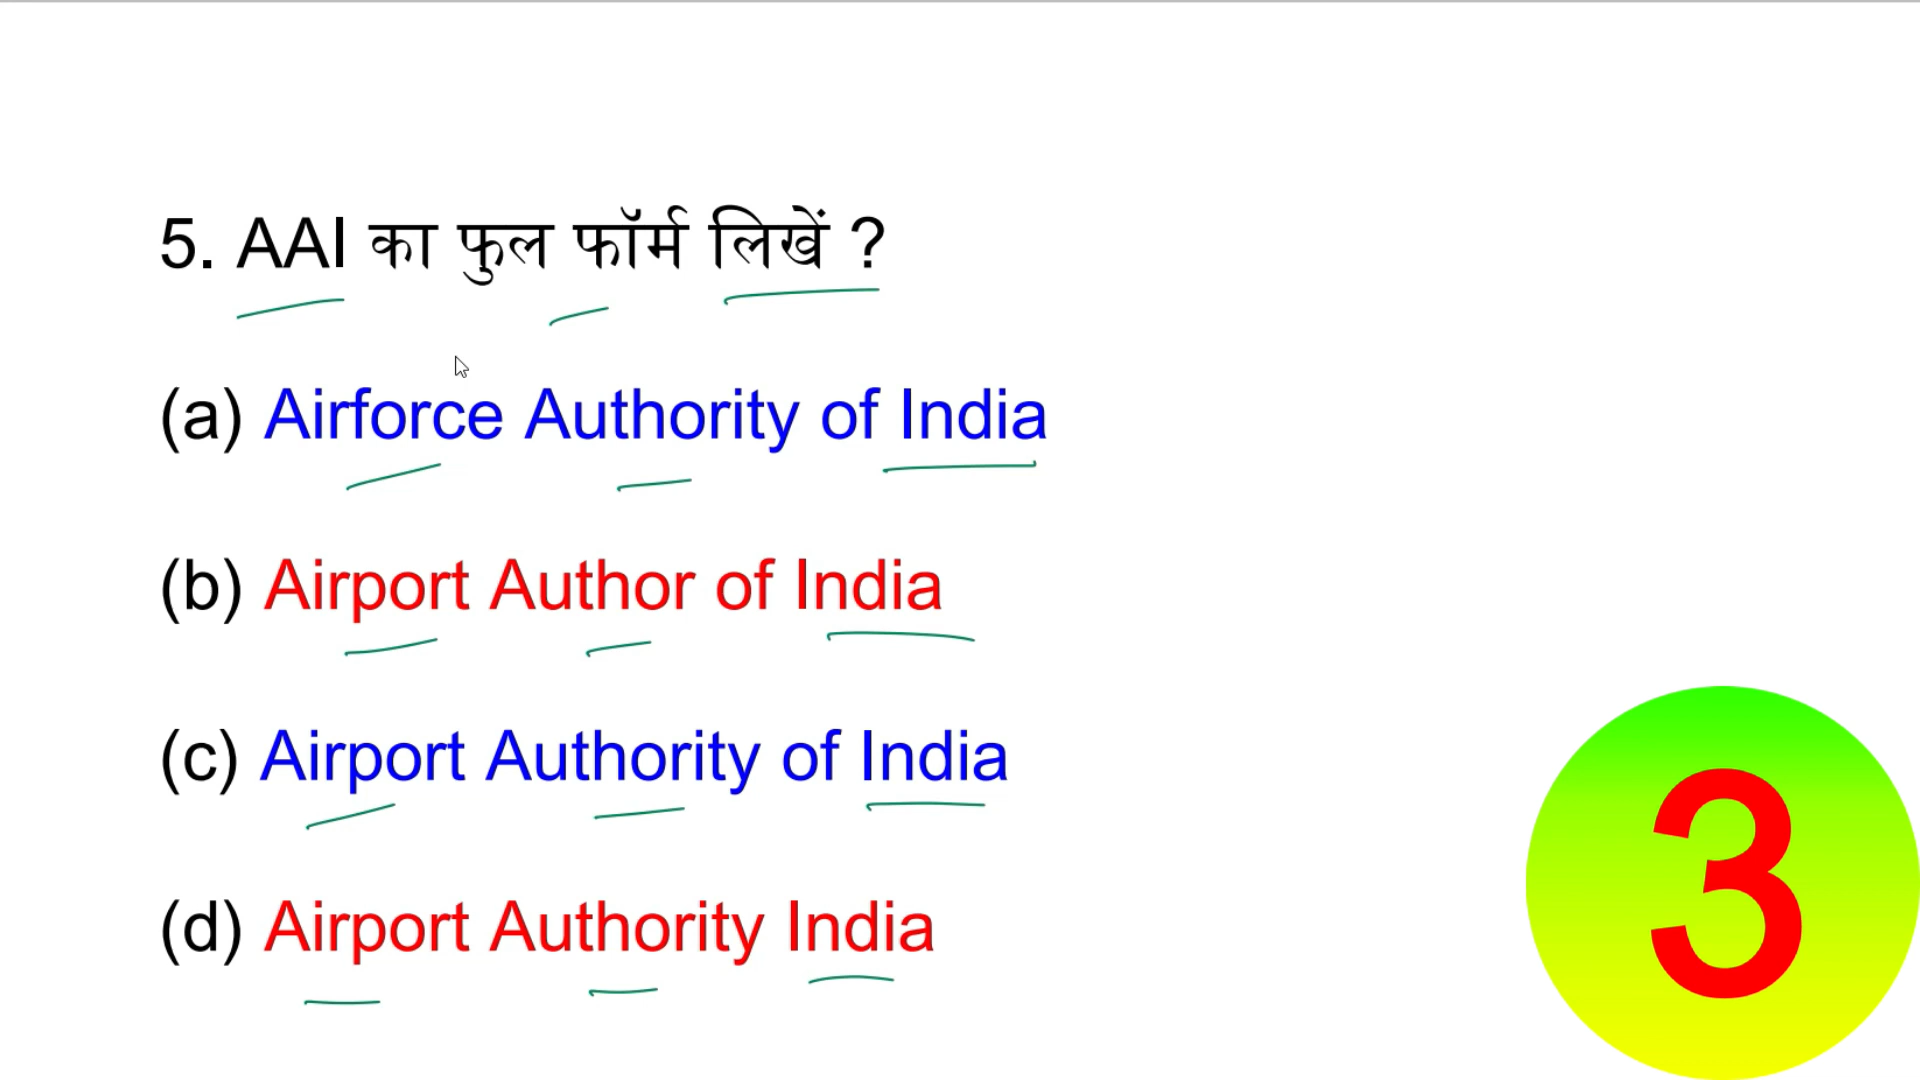 5. AAI का फुल फॉर्म लिखें ?
(a) Airforce Authority of India
(b) Airport Author of India
(c) Airport Authority of India
(d) Airport Authority India
3